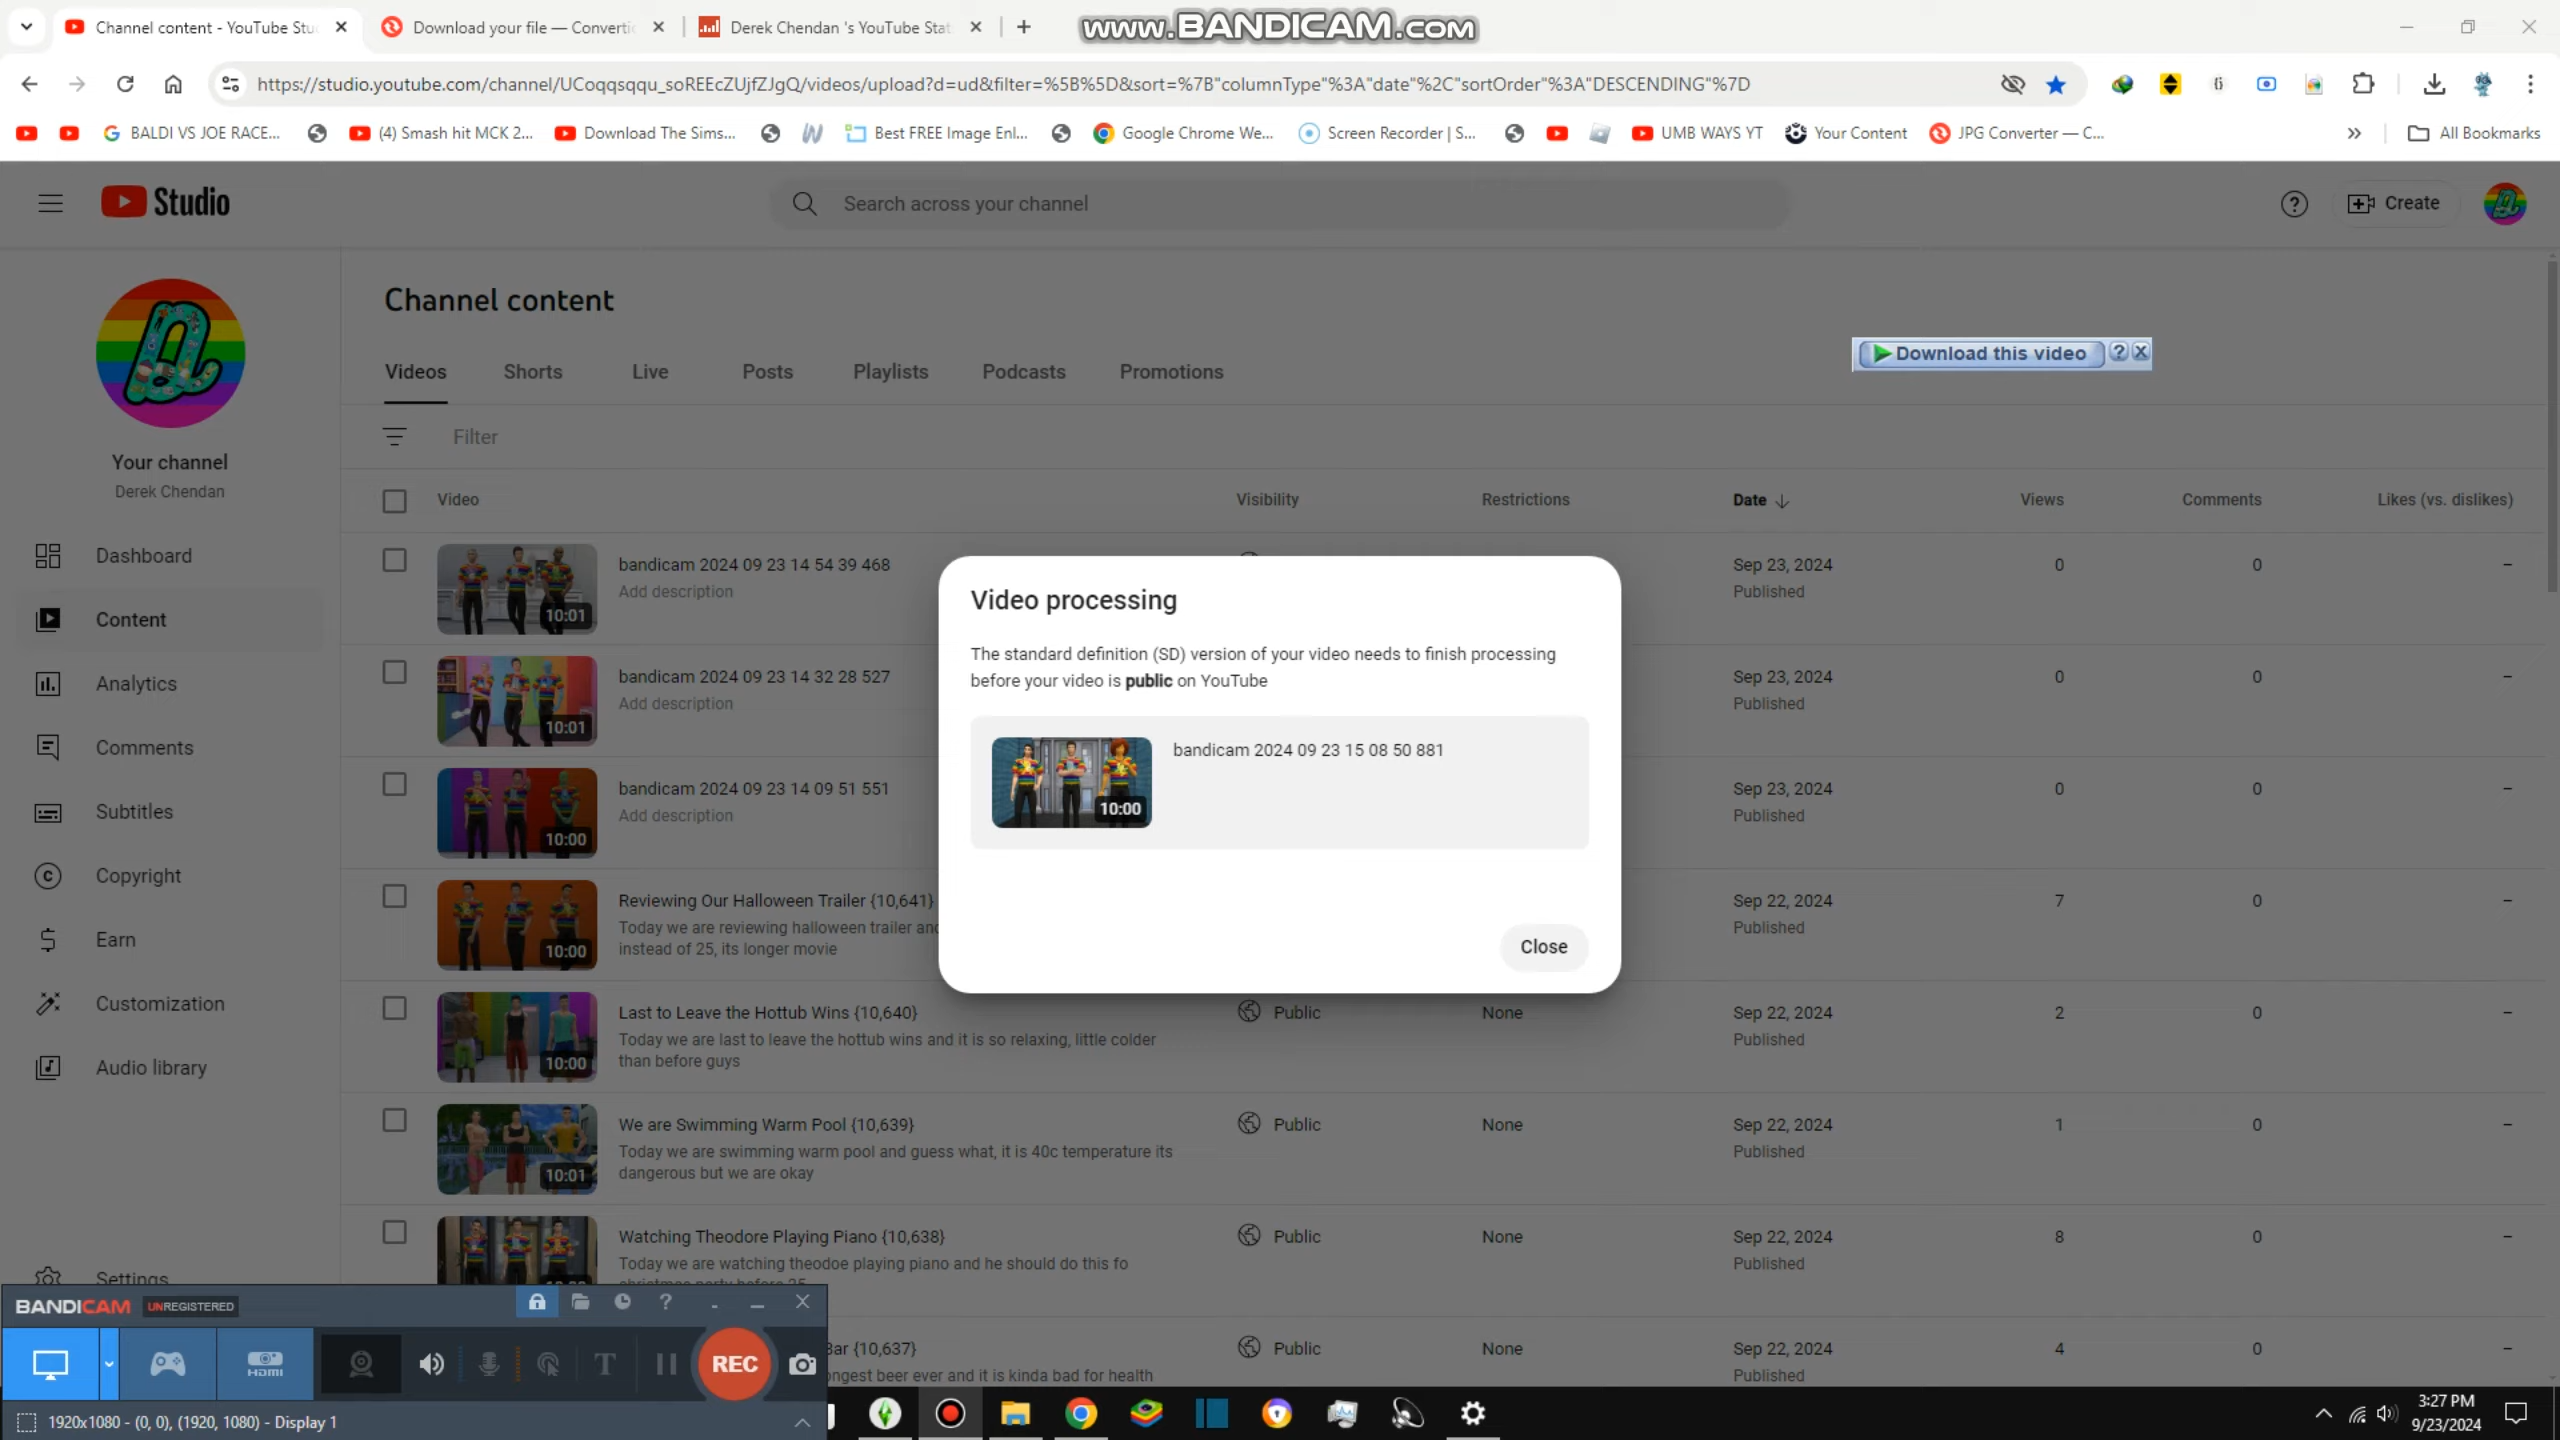 Channel content - YouTube Stu
Download your file — Converti
Derek Chendan 's YouTube Stat
www.BANDICAM.com
https://studio.youtube.com/channel/UCoqqsqqu_soREEcZUjfZJgQ/videos/upload?d=ud&filter=%5B%5D&sort=%7B"columnType"%3A"date"%2C"sortOrder"%3A"DESCENDING"%7D
BALDI VS JOE RACE...
(4) Smash hit MCK 2...
Download The Sims...
Best FREE Image Enl...
Google Chrome We...
Screen Recorder | S...
UMB WAYS YT
Your Content
JPG Converter — C...
All Bookmarks
Studio
Search across your channel
Create
Your channel
Derek Chendan
Dashboard
Content
Analytics
Comments
Subtitles
Copyright
Earn
Customization
Audio library
Settings
Channel content
Videos Shorts Live Posts Playlists Podcasts Promotions
Download this video
Filter
Video Visibility Restrictions Date Views Comments Likes (vs. dislikes)
bandicam 2024 09 23 14 54 39 468 Sep 23, 2024 0 0 –
Add description Published
10:01
bandicam 2024 09 23 14 32 28 527 Sep 23, 2024 0 0 –
Add description Published
10:01
bandicam 2024 09 23 14 09 51 551 Sep 23, 2024 0 0 –
Add description Published
10:00
Reviewing Our Halloween Trailer {10,641} Sep 22, 2024 7 0 –
Today we are reviewing halloween trailer and Published
instead of 25, its longer movie
10:00
Last to Leave the Hottub Wins {10,640} Public None Sep 22, 2024 2 0 –
Today we are last to leave the hottub wins and it is so relaxing, little colder Published
than before guys
10:00
We are Swimming Warm Pool {10,639} Public None Sep 22, 2024 1 0 –
Today we are swimming warm pool and guess what, it is 40c temperature its Published
dangerous but we are okay
10:01
Watching Theodore Playing Piano {10,638} Public None Sep 22, 2024 8 0 –
Today we are watching theodoe playing piano and he should do this fo Published
christmas party before 25
Bar {10,637} Public None Sep 22, 2024 4 0 –
ongest beer ever and it is kinda bad for health Published
Video processing
The standard definition (SD) version of your video needs to finish processing
before your video is public on YouTube
bandicam 2024 09 23 15 08 50 881
10:00
Close
BANDICAM UNREGISTERED
HDMI
REC
1920x1080 - (0, 0), (1920, 1080) - Display 1
3:27 PM
9/23/2024